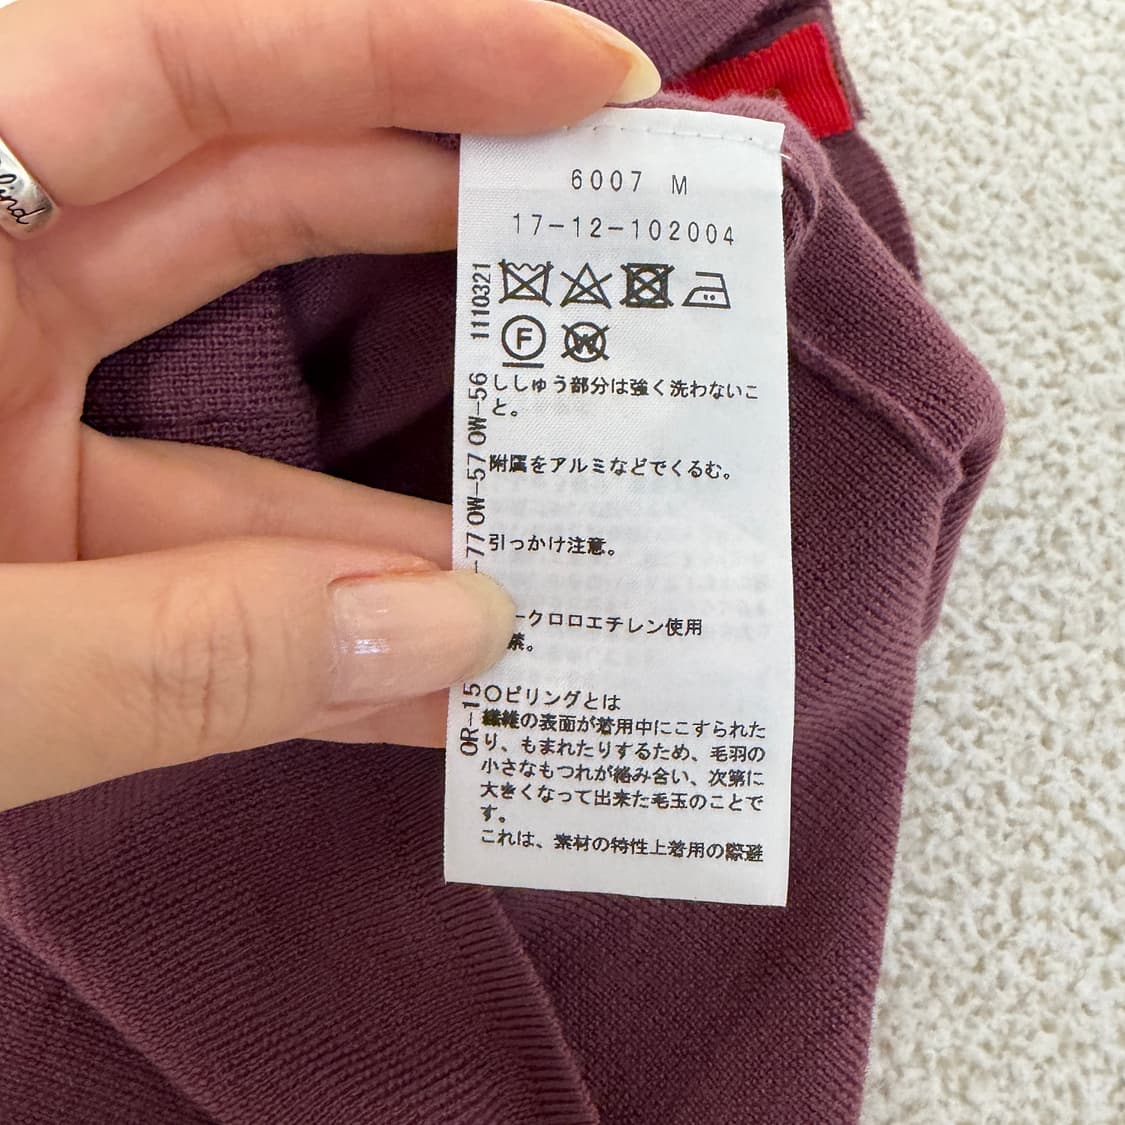 6007 M
17-12-102004
1110321
OW-56
OW-57
-77
OR-15
F
W
ししゅう部分は強く洗わないこ
と。
附属をアルミなどでくるむ。
引っかけ注意。
ークロロエチレン使用
○ピリングとは
繊維の表面が着用中にこすられた
り、もまれたりするため、毛羽の
小さなもつれが絡み合い、次第に
大きくなって出来た毛玉のことで
す。
これは、素材の特性上着用の際避